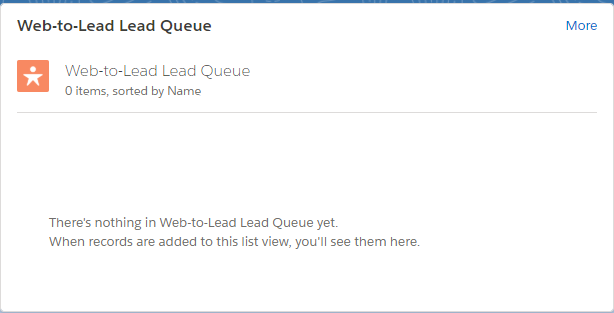 Web-to-Lead Lead Queue
More
Web-to-Lead Lead Queue
0 items, sorted by Name
There's nothing in Web-to-Lead Lead Queue yet.
When records are added to this list view, you'll see them here.